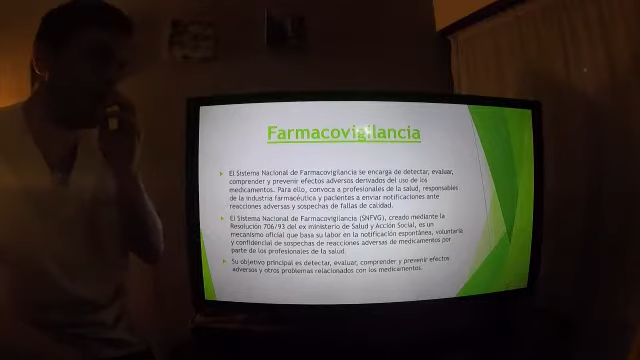 Farmacovigilancia
El Sistema Nacional de Farmacovigilancia se encarga de detectar, evaluar,
comprender y prevenir efectos adversos derivados del uso de los
medicamentos. Para ello, convoca a profesionales de la salud, responsables
de la industria farmacéutica y pacientes a enviar notificaciones ante
reacciones adversas y sospechas de fallas de calidad.
El Sistema Nacional de Farmacovigilancia (SNFVG), creado mediante la
Resolución 706/93 del ex ministerio de Salud y Acción Social, es un
mecanismo oficial que basa su labor en la notificación espontánea, voluntaria
y confidencial de sospechas de reacciones adversas de medicamentos por
parte de los profesionales de la salud.
Su objetivo principal es detectar, evaluar, comprender y prevenir efectos
adversos y otros problemas relacionados con los medicamentos.